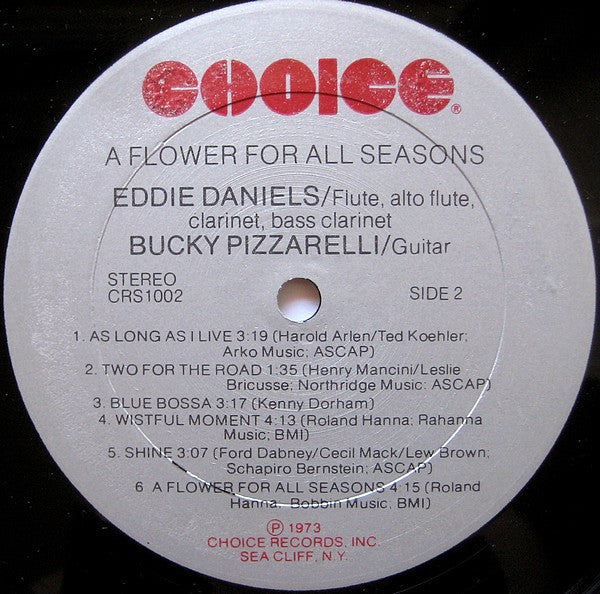 CHOICE®
A FLOWER FOR ALL SEASONS
EDDIE DANIELS/Flute, alto flute,
clarinet, bass clarinet
BUCKY PIZZARELLI/Guitar
STEREO
CRS1002
SIDE 2
1. AS LONG AS I LIVE 3:19 (Harold Arlen/Ted Koehler;
Arko Music; ASCAP)
2. TWO FOR THE ROAD 1:35 (Henry Mancini/Leslie
Bricusse; Northridge Music; ASCAP)
3. BLUE BOSSA 3:17 (Kenny Dorham)
4. WISTFUL MOMENT 4:13 (Roland Hanna; Rahanna
Music; BMI)
5. SHINE 3:07 (Ford Dabney/Cecil Mack/Lew Brown;
Schapiro Bernstein; ASCAP)
6 A FLOWER FOR ALL SEASONS 4:15 (Roland
Hanna, Bobbin Music, BMI)
℗ 1973
CHOICE RECORDS, INC.
SEA CLIFF, N.Y.